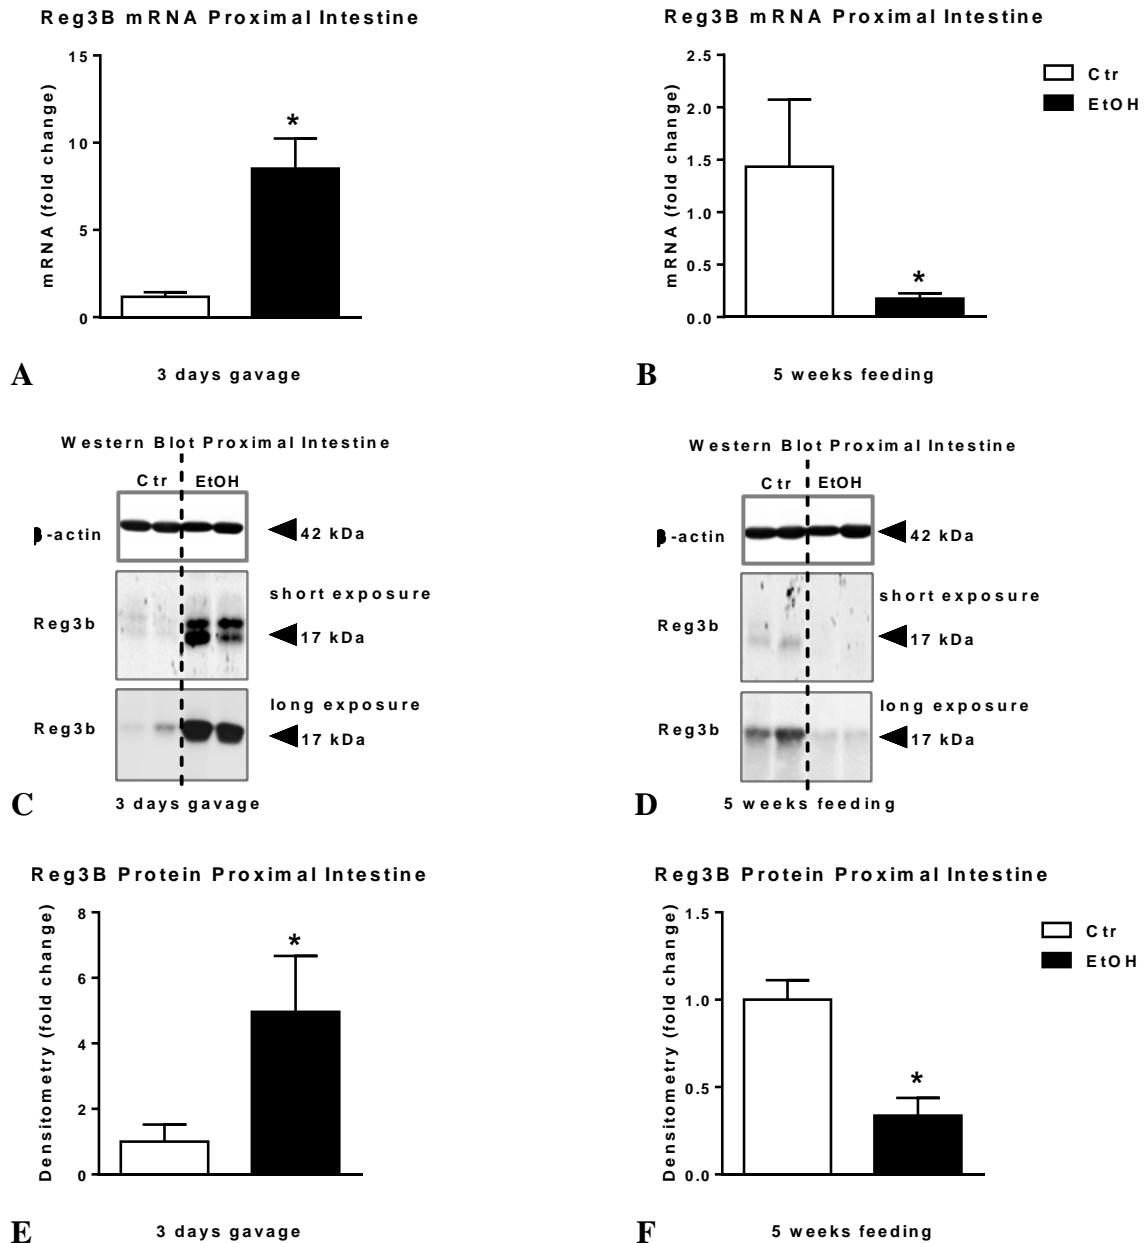 Reg3B mRNA Proximal Intestine
mRNA (fold change)
15
10
5
0
*
3 days gavage
A
Reg3B mRNA Proximal Intestine
mRNA (fold change)
2.5
2.0
1.5
1.0
0.5
0.0
*
Ctr
EtOH
5 weeks feeding
B
Western Blot Proximal Intestine
Ctr EtOH
β-actin 42 kDa
short exposure
Reg3b 17 kDa
long exposure
Reg3b 17 kDa
3 days gavage
C
Western Blot Proximal Intestine
Ctr EtOH
β-actin 42 kDa
short exposure
Reg3b 17 kDa
long exposure
Reg3b 17 kDa
5 weeks feeding
D
Reg3B Protein Proximal Intestine
Densitometry (fold change)
8
6
4
2
0
*
3 days gavage
E
Reg3B Protein Proximal Intestine
Densitometry (fold change)
1.5
1.0
0.5
0.0
*
Ctr
EtOH
5 weeks feeding
F